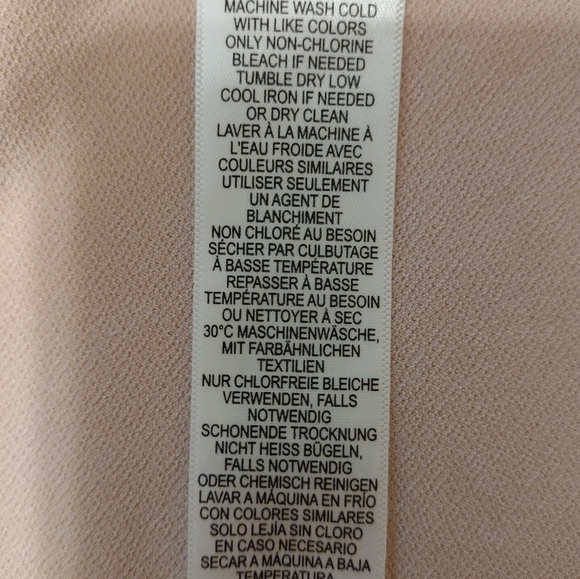 MACHINE WASH COLD
WITH LIKE COLORS
ONLY NON-CHLORINE
BLEACH IF NEEDED
TUMBLE DRY LOW
COOL IRON IF NEEDED
OR DRY CLEAN
LAVER À LA MACHINE À
L'EAU FROIDE AVEC
COULEURS SIMILAIRES
UTILISER SEULEMENT
UN AGENT DE
BLANCHIMENT
NON CHLORÉ AU BESOIN
SÉCHER PAR CULBUTAGE
À BASSE TEMPÉRATURE
REPASSER À BASSE
TEMPÉRATURE AU BESOIN
OU NETTOYER À SEC
30°C MASCHINENWÄSCHE,
MIT FARBÄHNLICHEN
TEXTILIEN
NUR CHLORFREIE BLEICHE
VERWENDEN, FALLS
NOTWENDIG
SCHONENDE TROCKNUNG
NICHT HEISS BÜGELN,
FALLS NOTWENDIG
ODER CHEMISCH REINIGEN
LAVAR A MÁQUINA EN FRÍO
CON COLORES SIMILARES
SOLO LEJÍA SIN CLORO
EN CASO NECESARIO
SECAR A MÁQUINA A BAJA
TEMPERATURA